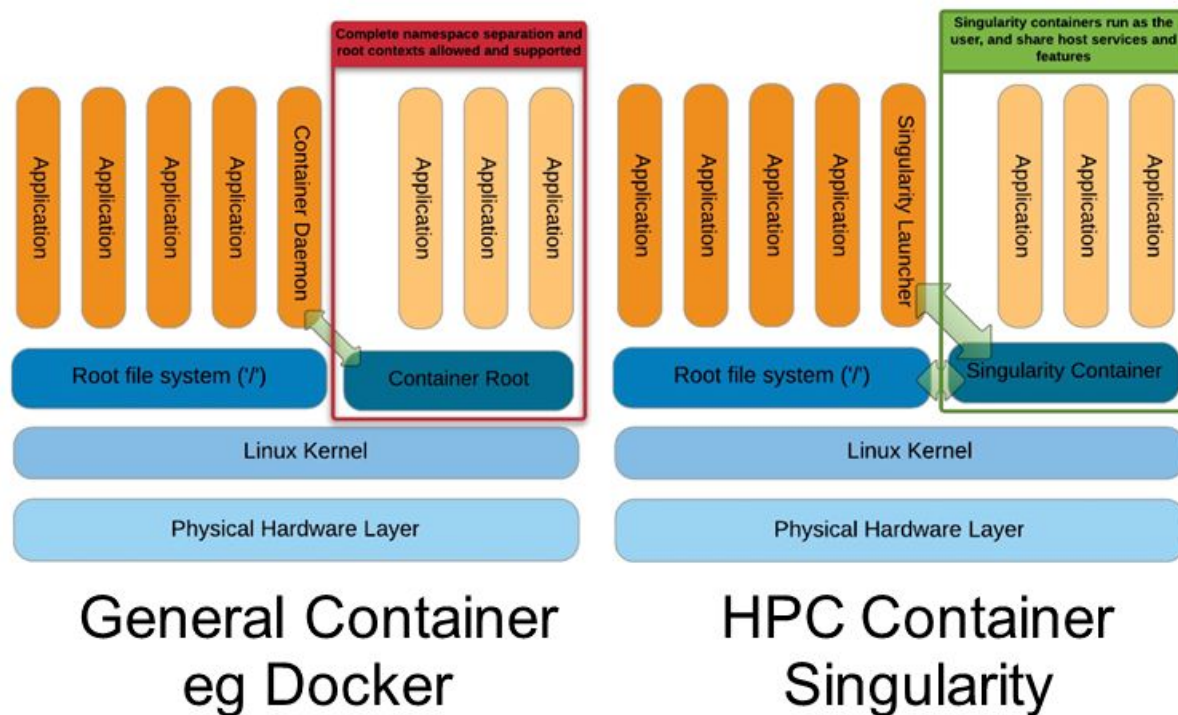 Complete namespace separation and
root contexts allowed and supported
Application
Application
Application
Application
Container Daemon
Application
Application
Application
Root file system ('/')
Container Root
Linux Kernel
Physical Hardware Layer
General Container
eg Docker
Singularity containers run as the
user, and share host services and
features
Application
Application
Application
Application
Singularity Launcher
Application
Application
Application
Root file system ('/')
Singularity Container
Linux Kernel
Physical Hardware Layer
HPC Container
Singularity